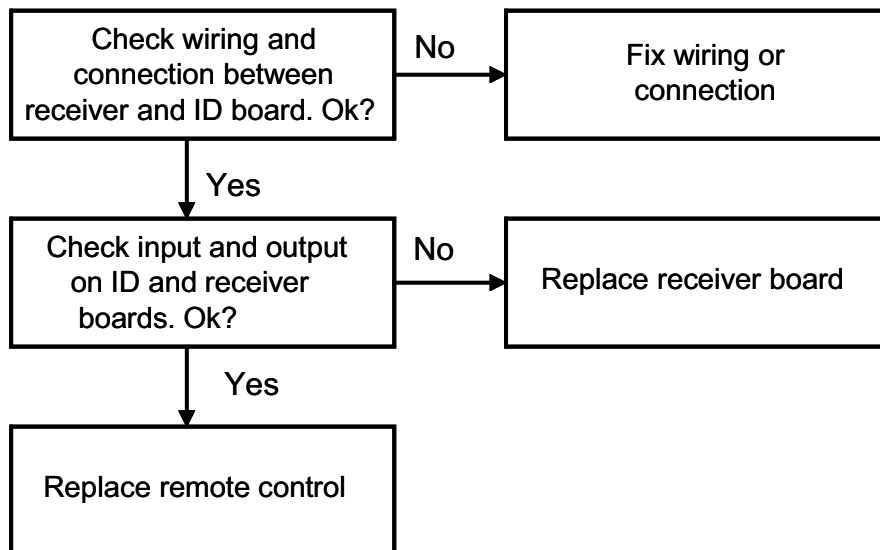 Check wiring and
connection between
receiver and ID board. Ok?
No
Fix wiring or
connection
Yes
Check input and output
on ID and receiver
boards. Ok?
No
Replace receiver board
Yes
Replace remote control